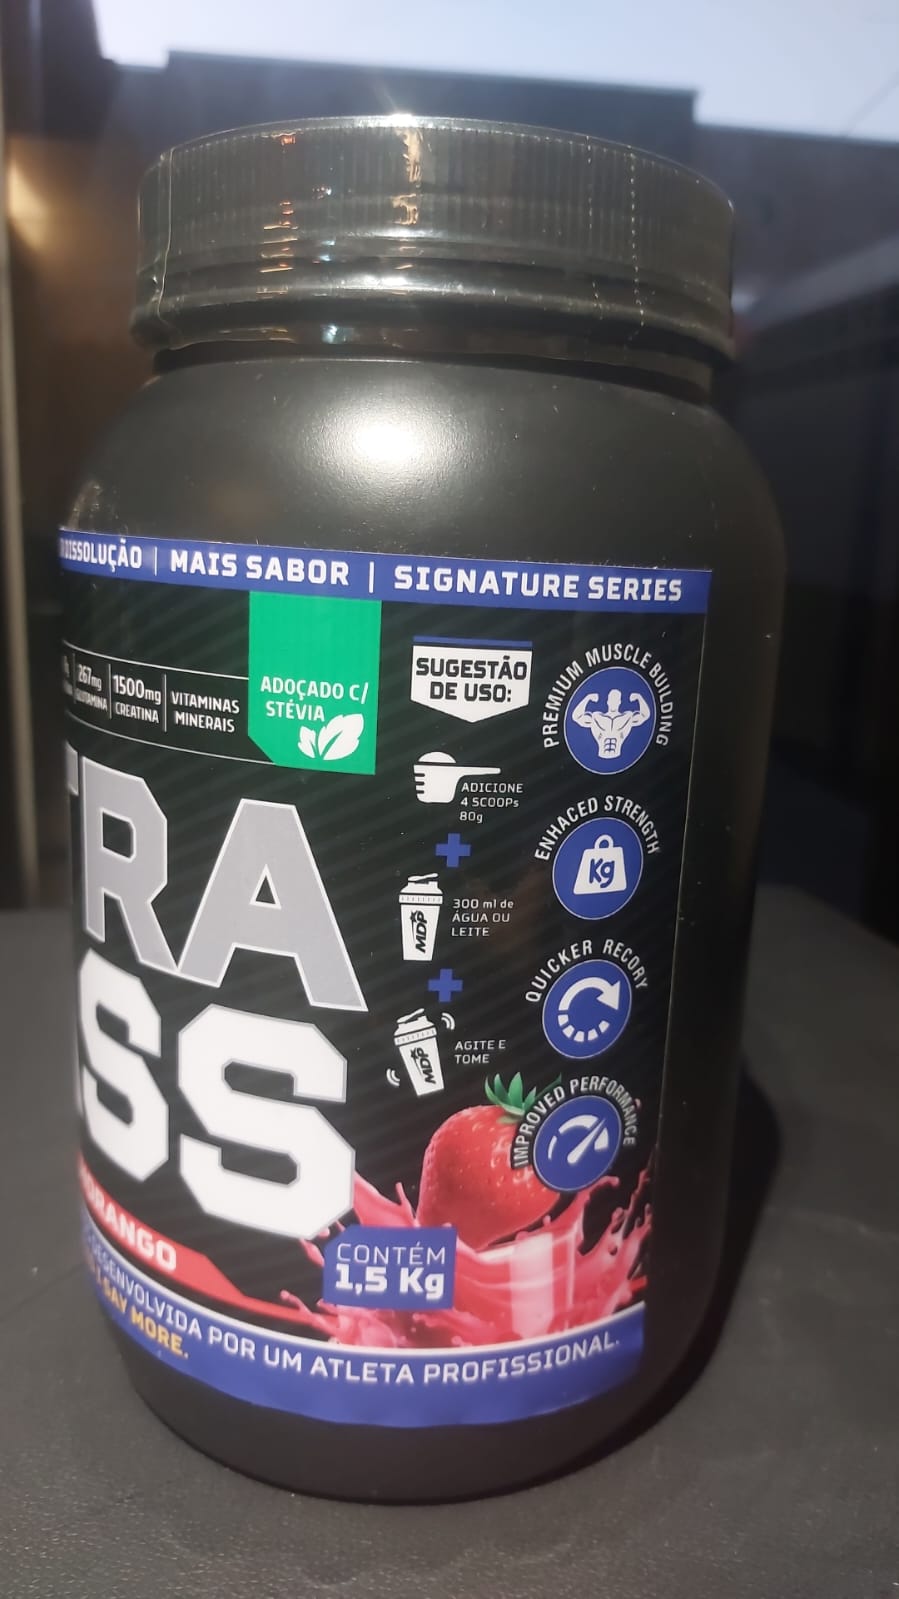 DISSOLUÇÃO | MAIS SABOR | SIGNATURE SERIES
267mg
GLUTAMINA
1500mg
CREATINA
VITAMINAS
MINERAIS
ADOÇADO C/
STÉVIA
TRA
SS
MORANGO
CONTÉM
1,5 Kg
DESENVOLVIDA POR UM ATLETA PROFISSIONAL.
SAY MORE.
SUGESTÃO
DE USO:
ADICIONE
4 SCOOPs
80g
300 ml de
ÁGUA OU
LEITE
MDP
AGITE E
TOME
MDP
PREMIUM MUSCLE BUILDING
ENHACED STRENGTH
Kg
QUICKER RECORY
IMPROVED PERFORMANCE